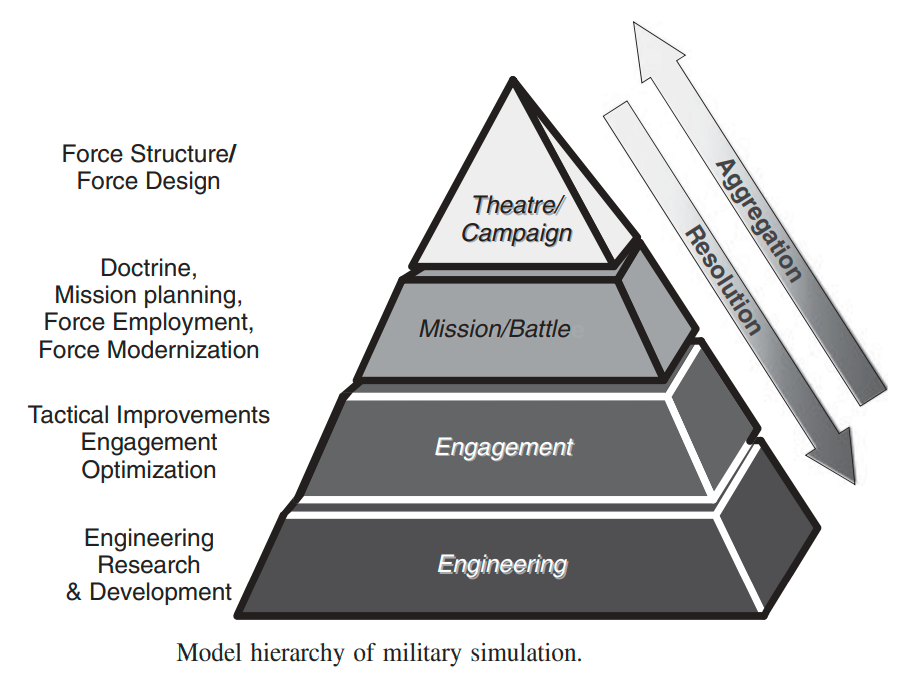 Force Structure/
Force Design
Theatre/
Campaign
Aggregation
Resolution
Doctrine,
Mission planning,
Force Employment,
Force Modernization
Mission/Battle
Tactical Improvements
Engagement
Optimization
Engagement
Engineering
Research
& Development
Engineering
Model hierarchy of military simulation.